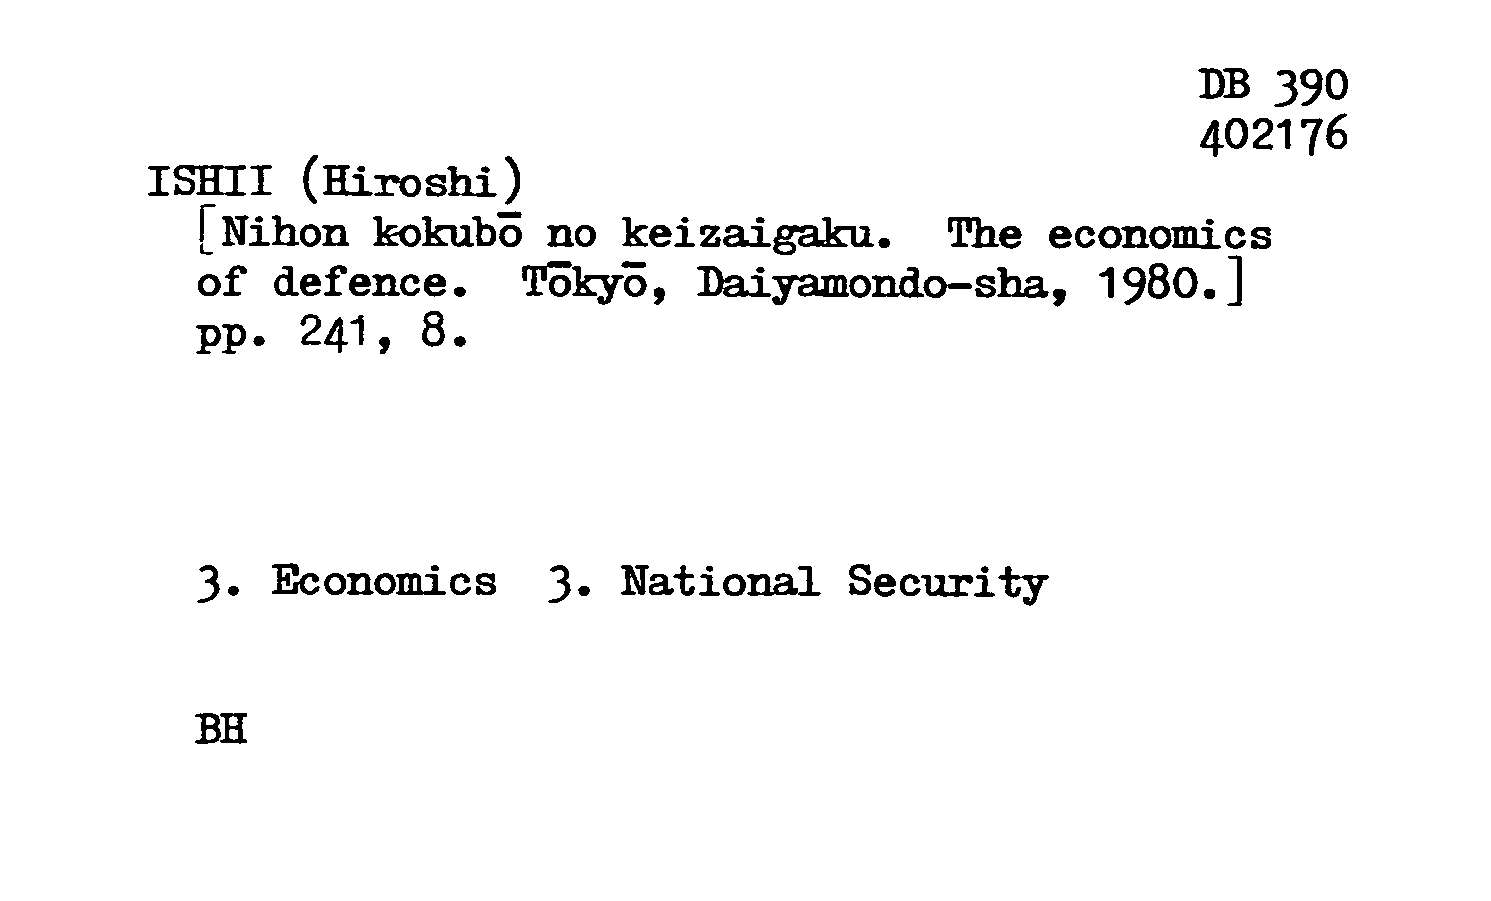 DB 390
402176
ISHII (Hiroshi)
[Nihon kokubō no keizaigaku. The economics
of defence. Tōkyō, Daiyamondo-sha, 1980.]
pp. 241, 8.
3. Economics 3. National Security
BH